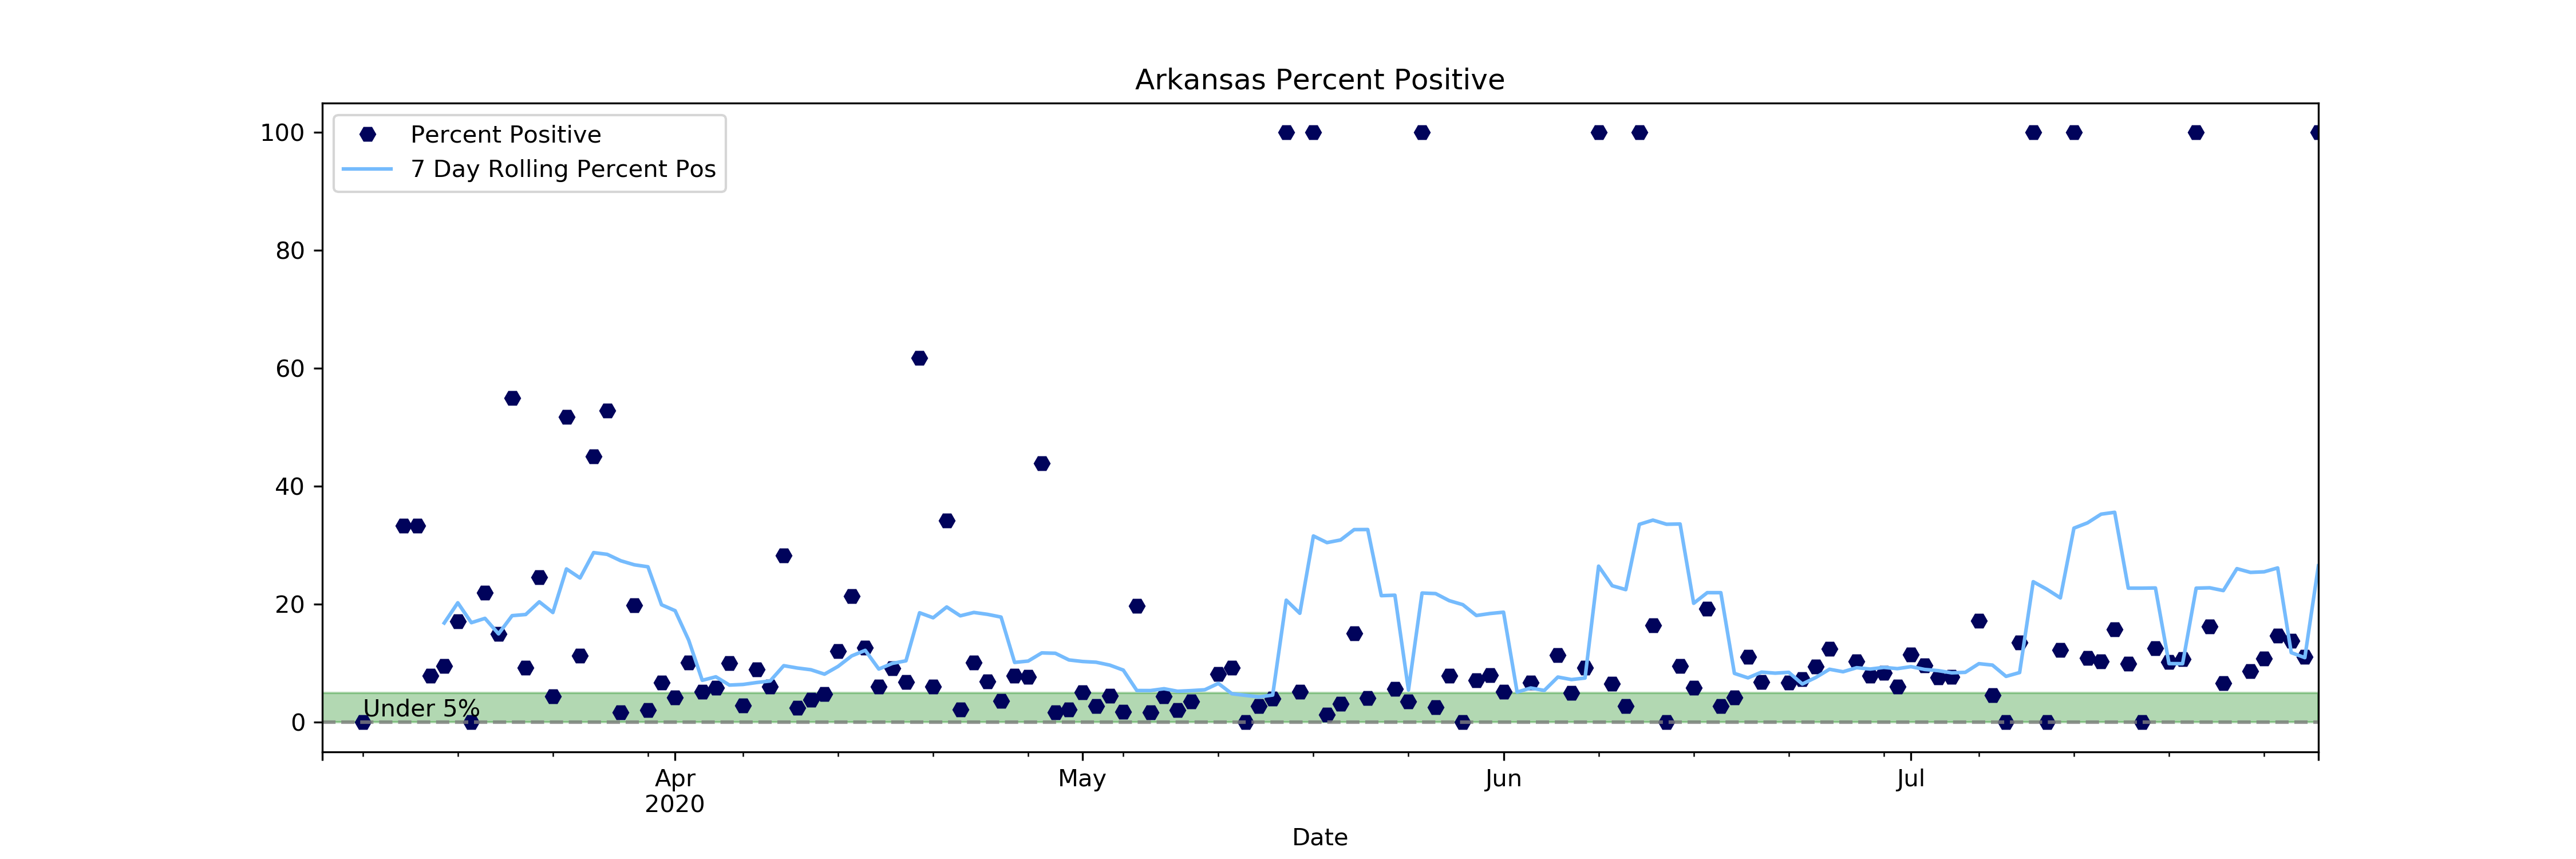 Arkansas Percent Positive
100
80
60
40
20
0
Percent Positive
7 Day Rolling Percent Pos
Under 5%
Apr
2020
May
Jun
Jul
Date